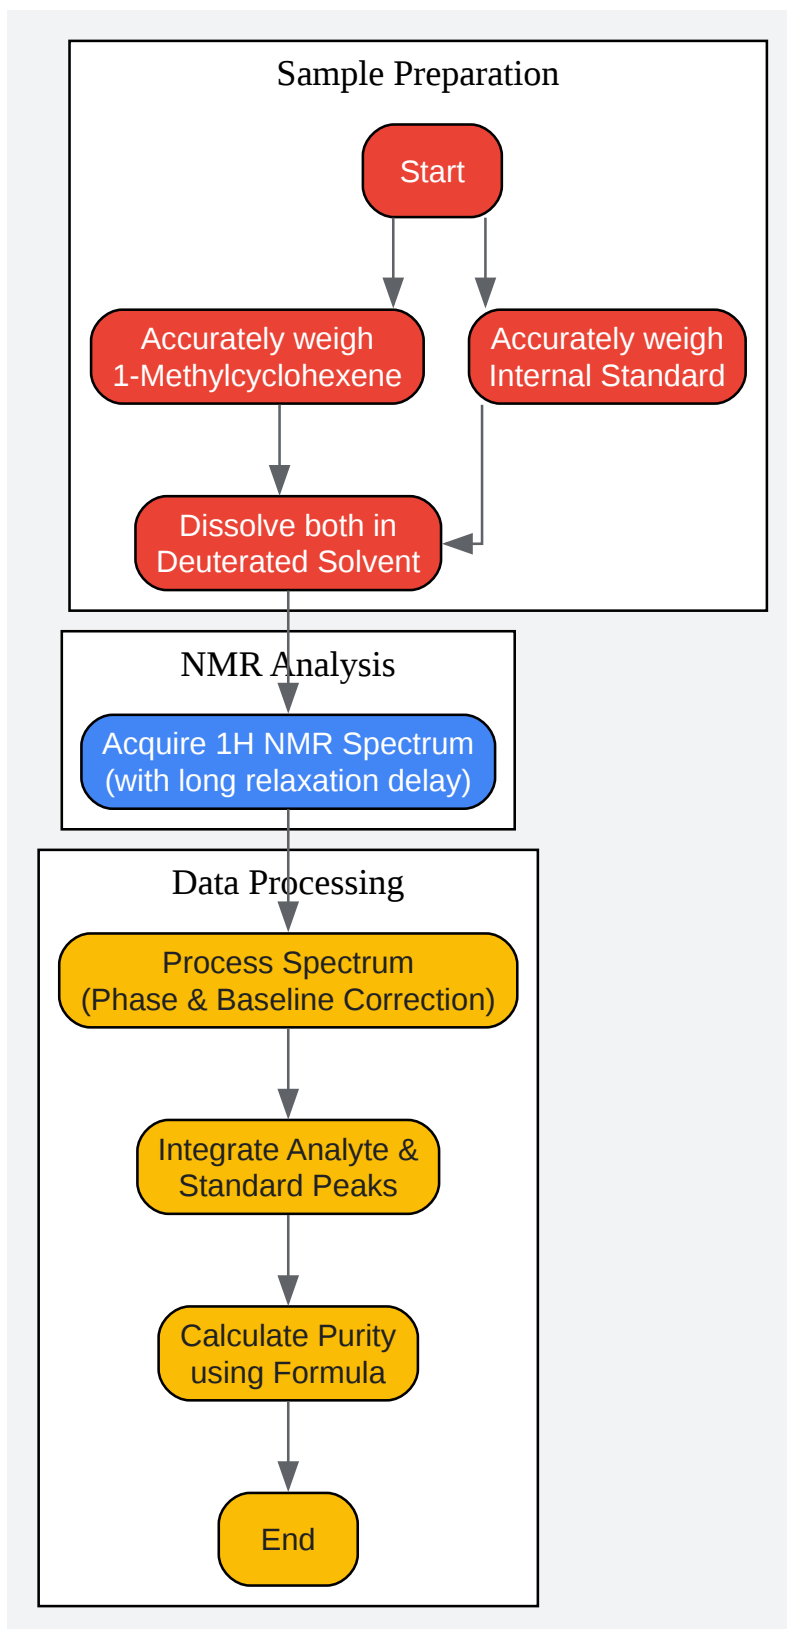 Sample Preparation
Start
Accurately weigh
1-Methylcyclohexene
Accurately weigh
Internal Standard
Dissolve both in
Deuterated Solvent
NMR Analysis
Acquire 1H NMR Spectrum
(with long relaxation delay)
Data Processing
Process Spectrum
(Phase & Baseline Correction)
Integrate Analyte &
Standard Peaks
Calculate Purity
using Formula
End